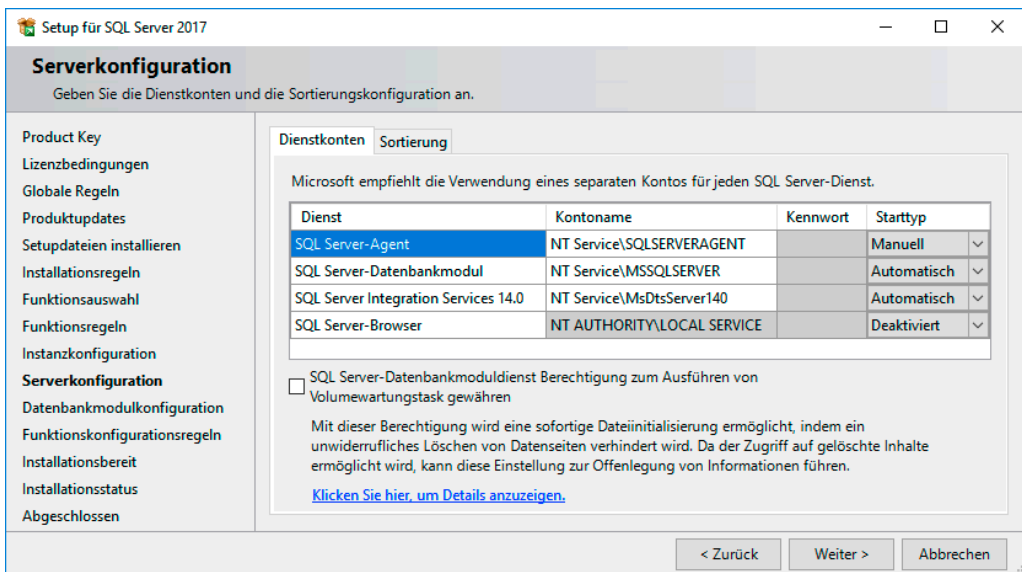 Setup für SQL Server 2017
Serverkonfiguration
Geben Sie die Dienstkonten und die Sortierungskonfiguration an.
Product Key
Lizenzbedingungen
Globale Regeln
Produktupdates
Setupdateien installieren
Installationsregeln
Funktionsauswahl
Funktionsregeln
Instanzkonfiguration
Serverkonfiguration
Datenbankmodulkonfiguration
Funktionskonfigurationsregeln
Installationsbereit
Installationsstatus
Abgeschlossen
Dienstkonten Sortierung
Microsoft empfiehlt die Verwendung eines separaten Kontos für jeden SQL Server-Dienst.
Dienst Kontoname Kennwort Starttyp
SQL Server-Agent NT Service\SQLSERVERAGENT Manuell
SQL Server-Datenbankmodul NT Service\MSSQLSERVER Automatisch
SQL Server Integration Services 14.0 NT Service\MsDtsServer140 Automatisch
SQL Server-Browser NT AUTHORITY\LOCAL SERVICE Deaktiviert
SQL Server-Datenbankmoduldienst Berechtigung zum Ausführen von
Volumewartungstask gewähren
Mit dieser Berechtigung wird eine sofortige Dateiinitialisierung ermöglicht, indem ein
unwiderrufliches Löschen von Datenseiten verhindert wird. Da der Zugriff auf gelöschte Inhalte
ermöglicht wird, kann diese Einstellung zur Offenlegung von Informationen führen.
Klicken Sie hier, um Details anzuzeigen.
< Zurück Weiter > Abbrechen